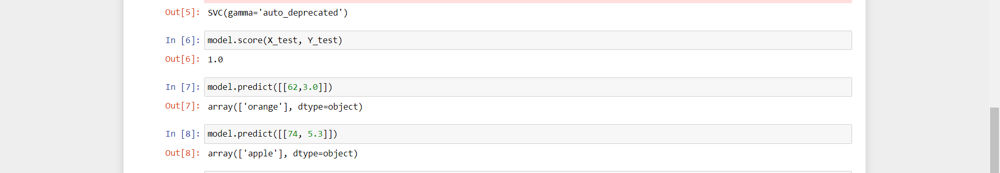 Out[5]: SVC(gamma='auto_deprecated')
In [6]: model.score(X_test, Y_test)
Out[6]: 1.0
In [7]: model.predict([[62,3.0]])
Out[7]: array(['orange'], dtype=object)
In [8]: model.predict([[74, 5.3]])
Out[8]: array(['apple'], dtype=object)